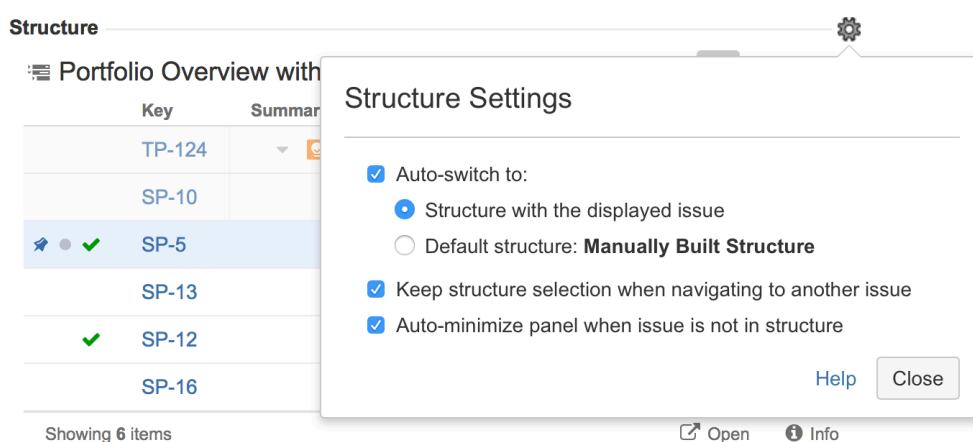 Structure
Portfolio Overview with
Key Summar
TP-124
SP-10
SP-5
SP-13
SP-12
SP-16
Showing 6 items
Structure Settings
Auto-switch to:
Structure with the displayed issue
Default structure: Manually Built Structure
Keep structure selection when navigating to another issue
Auto-minimize panel when issue is not in structure
Help Close
Open Info